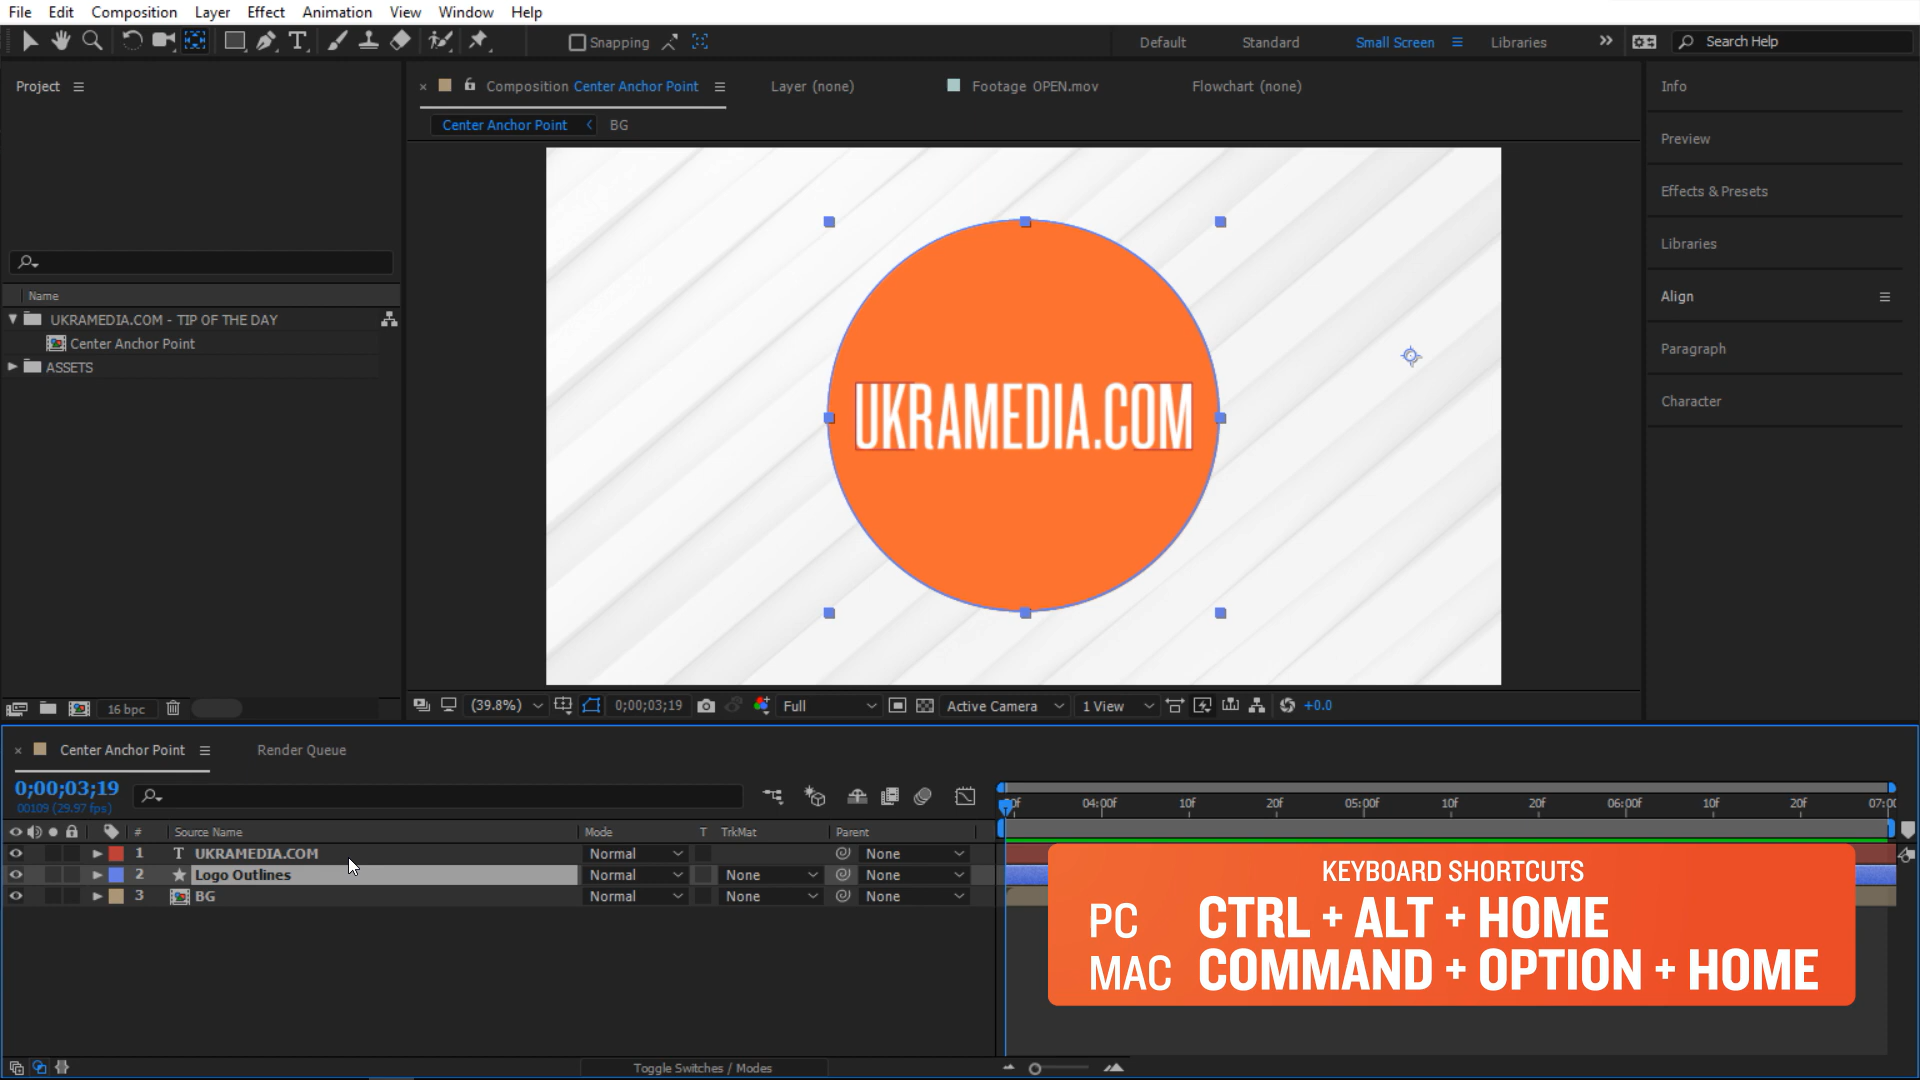 File Edit Composition Layer Effect Animation View Window Help
Snapping Default Standard Small Screen Libraries Search Help
Project
Composition Center Anchor Point Layer (none) Footage OPEN.mov Flowchart (none)
Center Anchor Point BG
Info
Preview
Effects & Presets
Libraries
Align
Paragraph
Character
Name
UKRAMEDIA.COM - TIP OF THE DAY
Center Anchor Point
ASSETS
UKRAMEDIA.COM
16 bpc
(39.8%) 0;00;03;19 Full Active Camera 1 View +0.0
Center Anchor Point Render Queue
0;00;03;19
00109 (29.97 fps)
04:00f 10f 20f 05:00f 10f 20f 06:00f 10f 20f
# Source Name Mode T TrkMat Parent
1 T UKRAMEDIA.COM Normal None
2 Logo Outlines Normal None None
3 BG Normal None None
KEYBOARD SHORTCUTS
PC CTRL + ALT + HOME
MAC COMMAND + OPTION + HOME
Toggle Switches / Modes